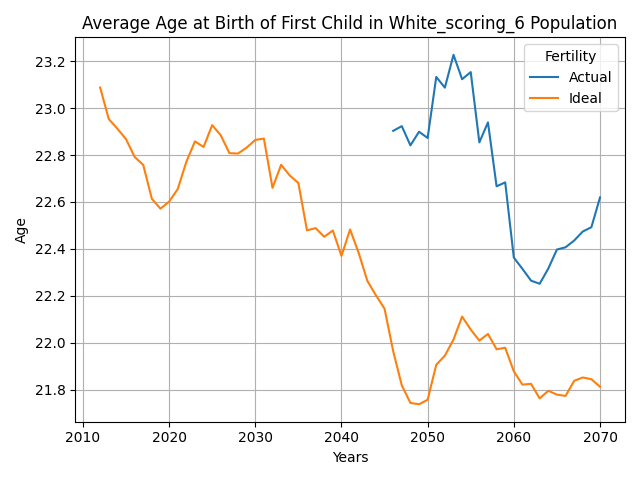 Average Age at Birth of First Child in White_scoring_6 Population
Fertility
Actual
Ideal
Age
23.2
23.0
22.8
22.6
22.4
22.2
22.0
21.8
2010 2020 2030 2040 2050 2060 2070
Years